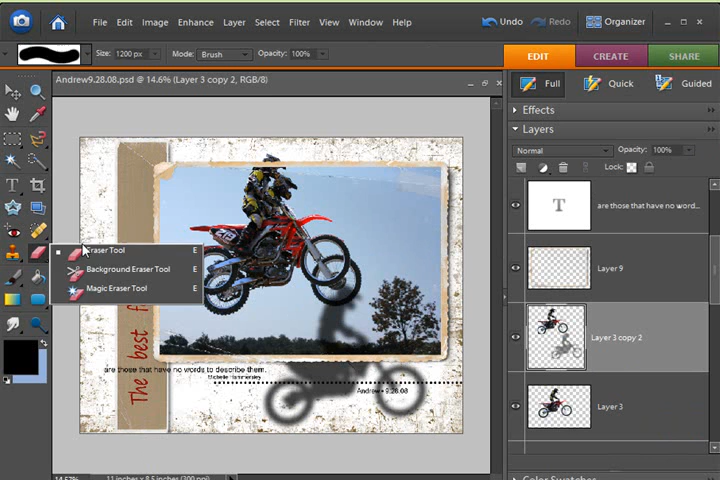 File Edit Image Enhance Layer Select Filter View Window Help Undo Redo Organizer
Size: 1200 px Mode: Brush Opacity: 100%
EDIT CREATE SHARE
Andrew9.28.08.psd @ 14.6% (Layer 3 copy 2, RGB/8)
Full Quick Guided
Effects
Layers
Normal Opacity: 100%
Lock:
T are those that have no word...
Eraser Tool E
Background Eraser Tool E
Magic Eraser Tool E
Layer 9
Layer 3 copy 2
Layer 3
The best
are those that have no words to describe them.
Michelle Hammersley
Andrew • 9.28.08
11 inches x 8.5 inches (300 ppi)
Color Swatches